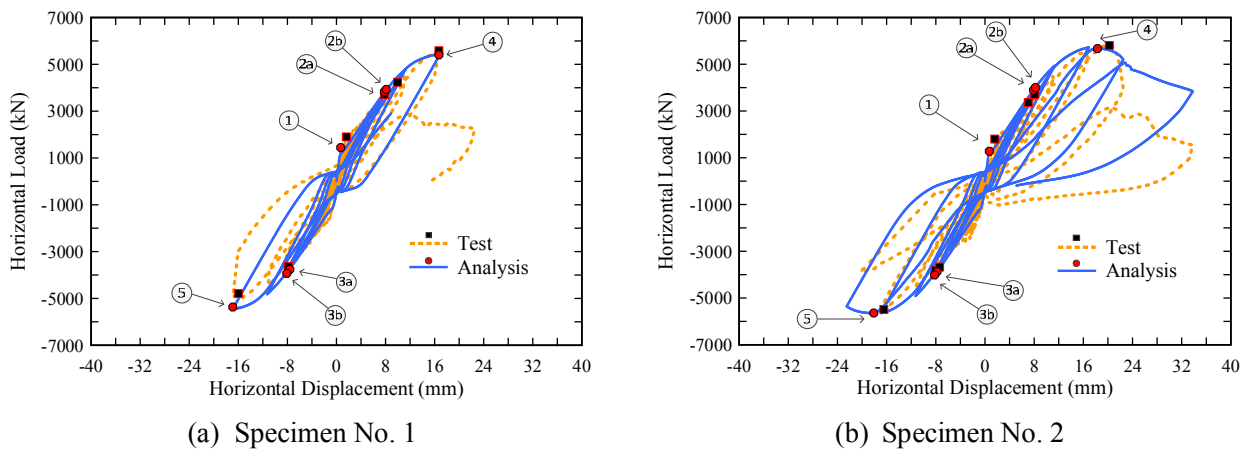 7000
5000
3000
1000
-1000
-3000
-5000
-7000
Horizontal Load (kN)
-40 -32 -24 -16 -8 0 8 16 24 32 40
Horizontal Displacement (mm)
1
2a
2b
4
3a
3b
5
Test
Analysis
(a) Specimen No. 1
7000
5000
3000
1000
-1000
-3000
-5000
-7000
Horizontal Load (kN)
-40 -32 -24 -16 -8 0 8 16 24 32 40
Horizontal Displacement (mm)
1
2a
2b
4
3a
3b
5
Test
Analysis
(b) Specimen No. 2